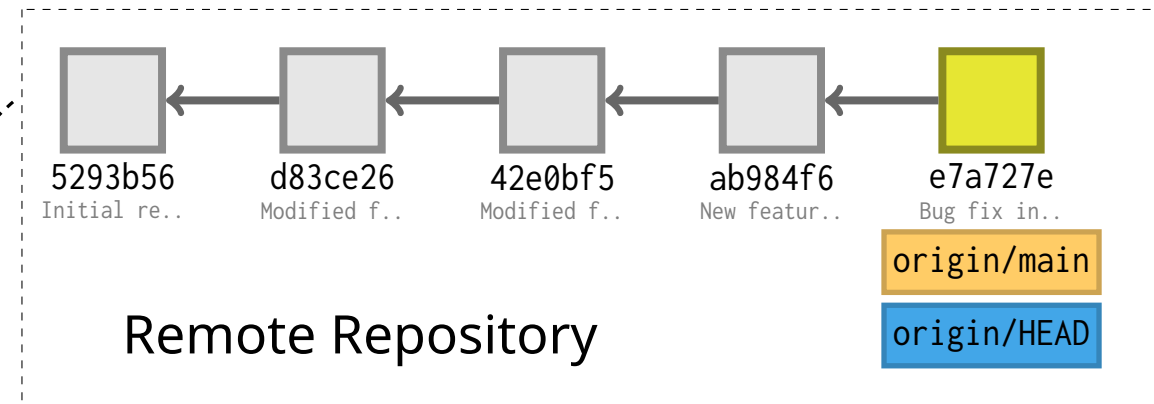 5293b56 d83ce26 42e0bf5 ab984f6 e7a727e
Initial re.. Modified f.. Modified f.. New featur.. Bug fix in..
origin/main
Remote Repository
origin/HEAD